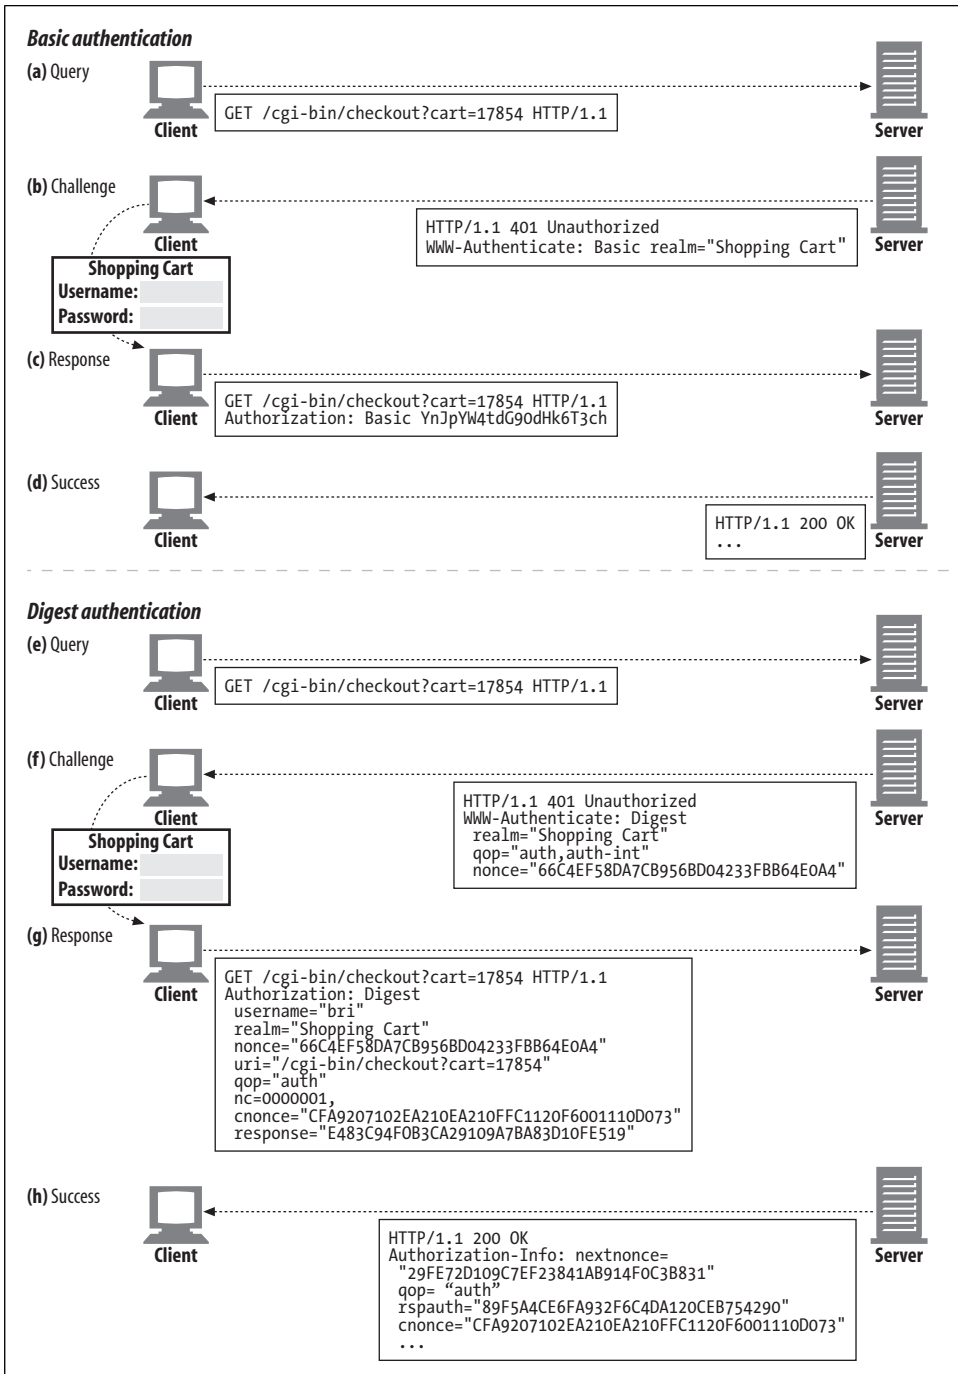 Basic authentication
(a) Query
Client
GET /cgi-bin/checkout?cart=17854 HTTP/1.1
Server
(b) Challenge
Client
HTTP/1.1 401 Unauthorized
WWW-Authenticate: Basic realm="Shopping Cart"
Server
Shopping Cart
Username:
Password:
(c) Response
Client
GET /cgi-bin/checkout?cart=17854 HTTP/1.1
Authorization: Basic YnJpYW4tdG90dHk6T3ch
Server
(d) Success
Client
HTTP/1.1 200 OK
...
Server
Digest authentication
(e) Query
Client
GET /cgi-bin/checkout?cart=17854 HTTP/1.1
Server
(f) Challenge
Client
HTTP/1.1 401 Unauthorized
WWW-Authenticate: Digest
realm="Shopping Cart"
qop="auth,auth-int"
nonce="66C4EF58DA7CB956BD04233FBB64E0A4"
Server
Shopping Cart
Username:
Password:
(g) Response
Client
GET /cgi-bin/checkout?cart=17854 HTTP/1.1
Authorization: Digest
username="bri"
realm="Shopping Cart"
nonce="66C4EF58DA7CB956BD04233FBB64E0A4"
uri="/cgi-bin/checkout?cart=17854"
qop="auth"
nc=0000001,
cnonce="CFA9207102EA210EA210FFC1120F6001110D073"
response="E483C94F0B3CA29109A7BA83D10FE519"
Server
(h) Success
Client
HTTP/1.1 200 OK
Authorization-Info: nextnonce=
"29FE72D109C7EF23841AB914F0C3B831"
qop= “auth”
rspauth="89F5A4CE6FA932F6C4DA120CEB754290"
cnonce="CFA9207102EA210EA210FFC1120F6001110D073"
...
Server